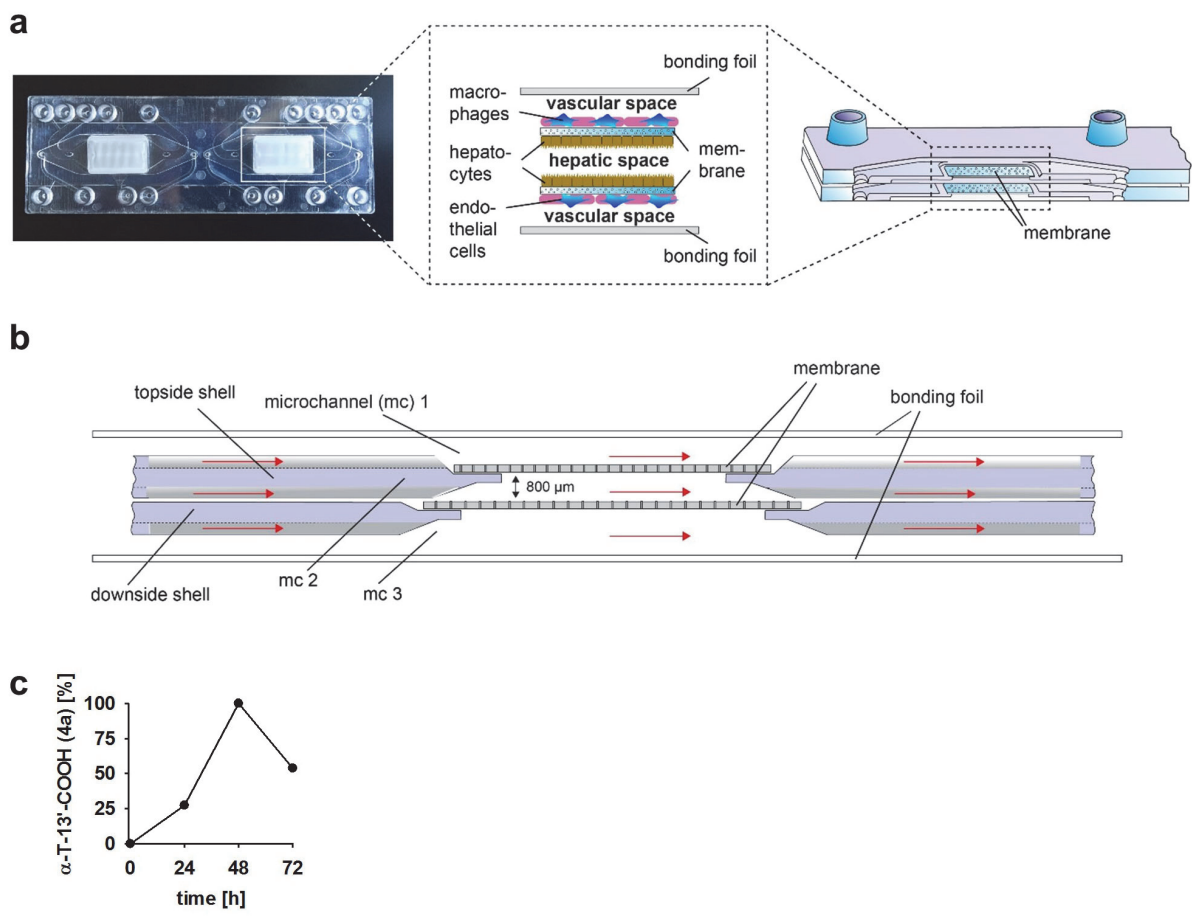 a
bonding foil
macro-
phages
vascular space
hepato-
cytes
hepatic space
mem-
brane
endo-
thelial
cells
vascular space
bonding foil
membrane
b
membrane
topside shell
microchannel (mc) 1
bonding foil
800 µm
mc 2
downside shell
mc 3
c
α-T-13'-COOH (4a) [%]
100
75
50
25
0
0 24 48 72
time [h]